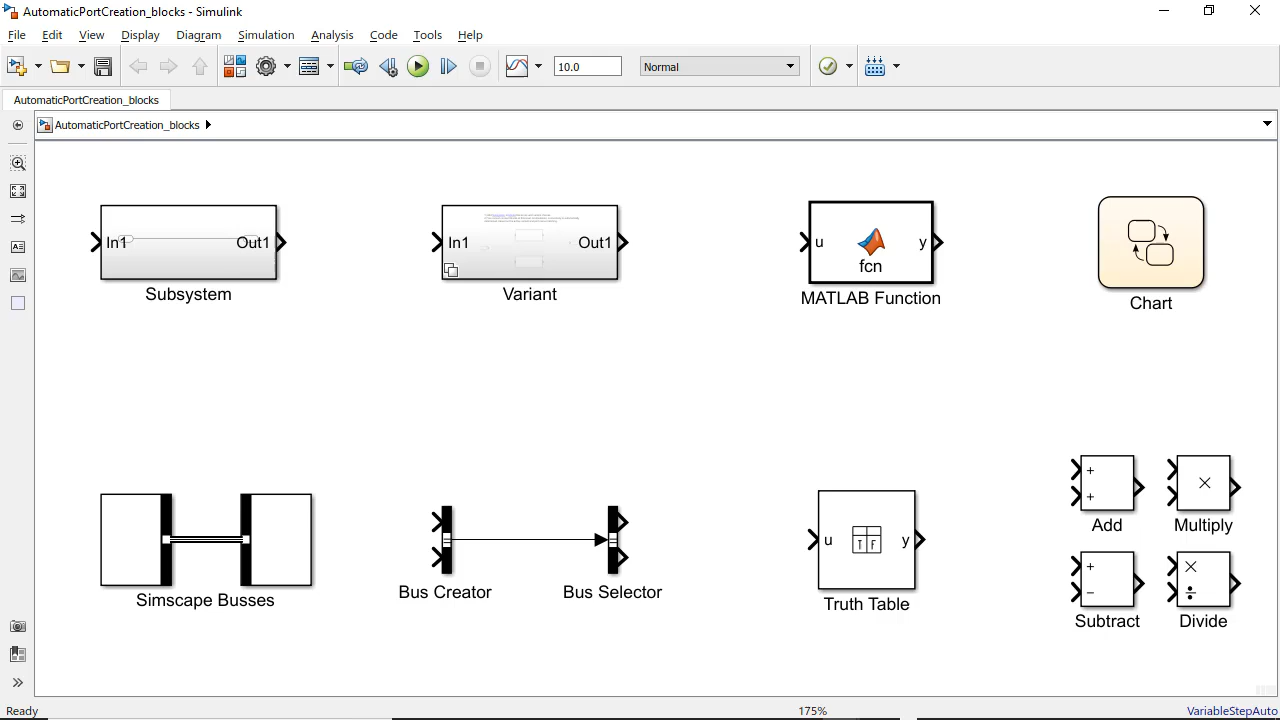 AutomaticPortCreation_blocks - Simulink
File Edit View Display Diagram Simulation Analysis Code Tools Help
10.0 Normal
AutomaticPortCreation_blocks
AutomaticPortCreation_blocks
In1 Out1 In1 Out1 u fcn y
Subsystem Variant MATLAB Function Chart
+ + ×
Add Multiply
u T F y
+ − × ÷
Simscape Busses Bus Creator Bus Selector Truth Table Subtract Divide
Ready 175% VariableStepAuto